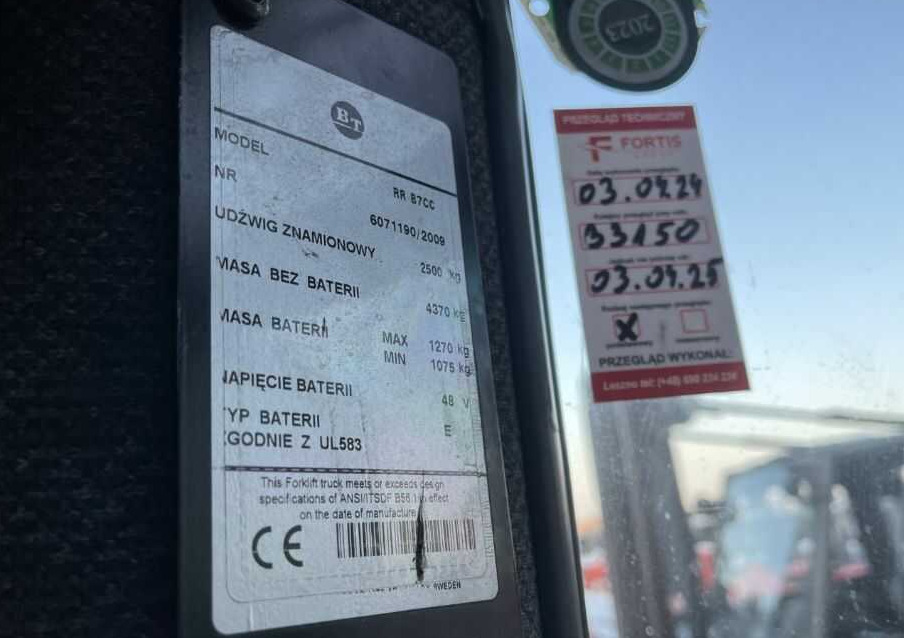 BT
MODEL
RR B7CC
NR
6071190/2009
UDŹWIG ZNAMIONOWY
2500 kg
MASA BEZ BATERII
4370 kg
MASA BATERII
MAX 1270 kg
MIN 1075 kg
NAPIĘCIE BATERII
48 V
TYP BATERII
E
ZGODNIE Z UL583
This Forklift truck meets or exceeds design
specifications of ANSI/ITSDF B56.1 in effect
on the date of manufacture
CE
SWEDEN
2023
PRZEGLĄD TECHNICZNY
FORTIS
03.04.24
33150
03.04.25
X
PRZEGLĄD WYKONAŁ:
Leszno tel: (+48)